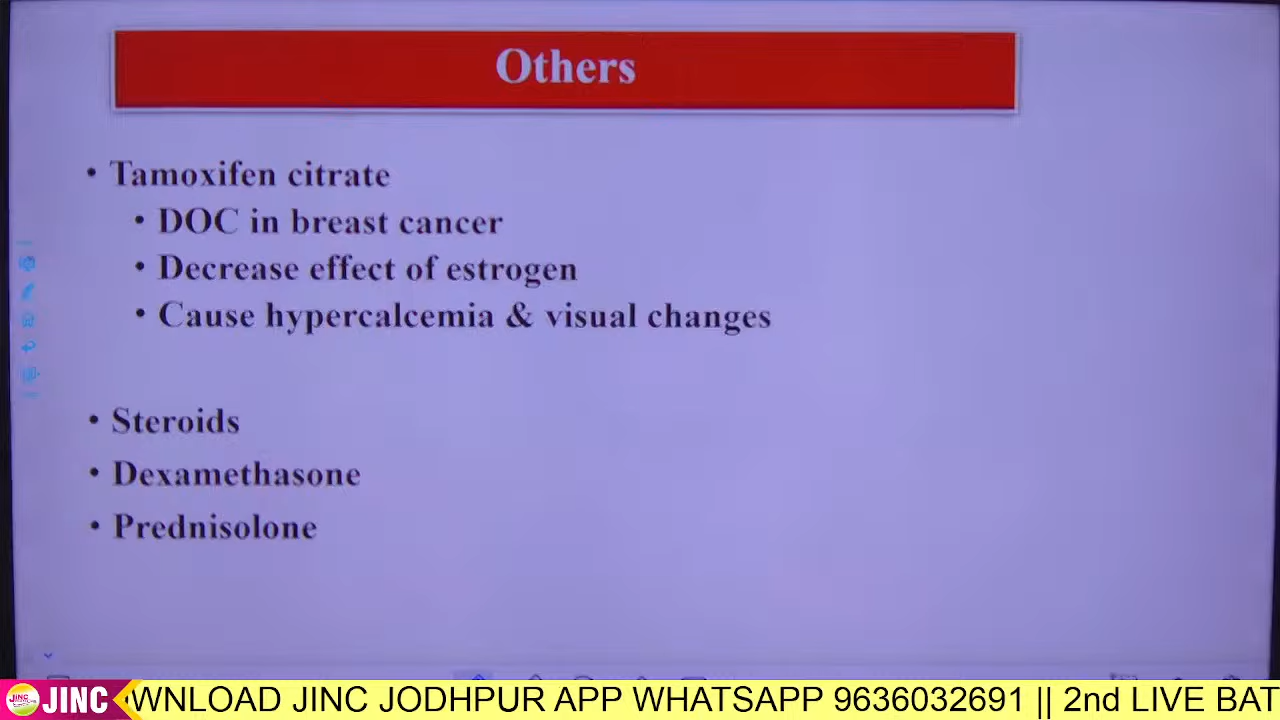 Others
• Tamoxifen citrate
• DOC in breast cancer
• Decrease effect of estrogen
• Cause hypercalcemia & visual changes
• Steroids
• Dexamethasone
• Prednisolone
JINC WNLOAD JINC JODHPUR APP WHATSAPP 9636032691 || 2nd LIVE BAT